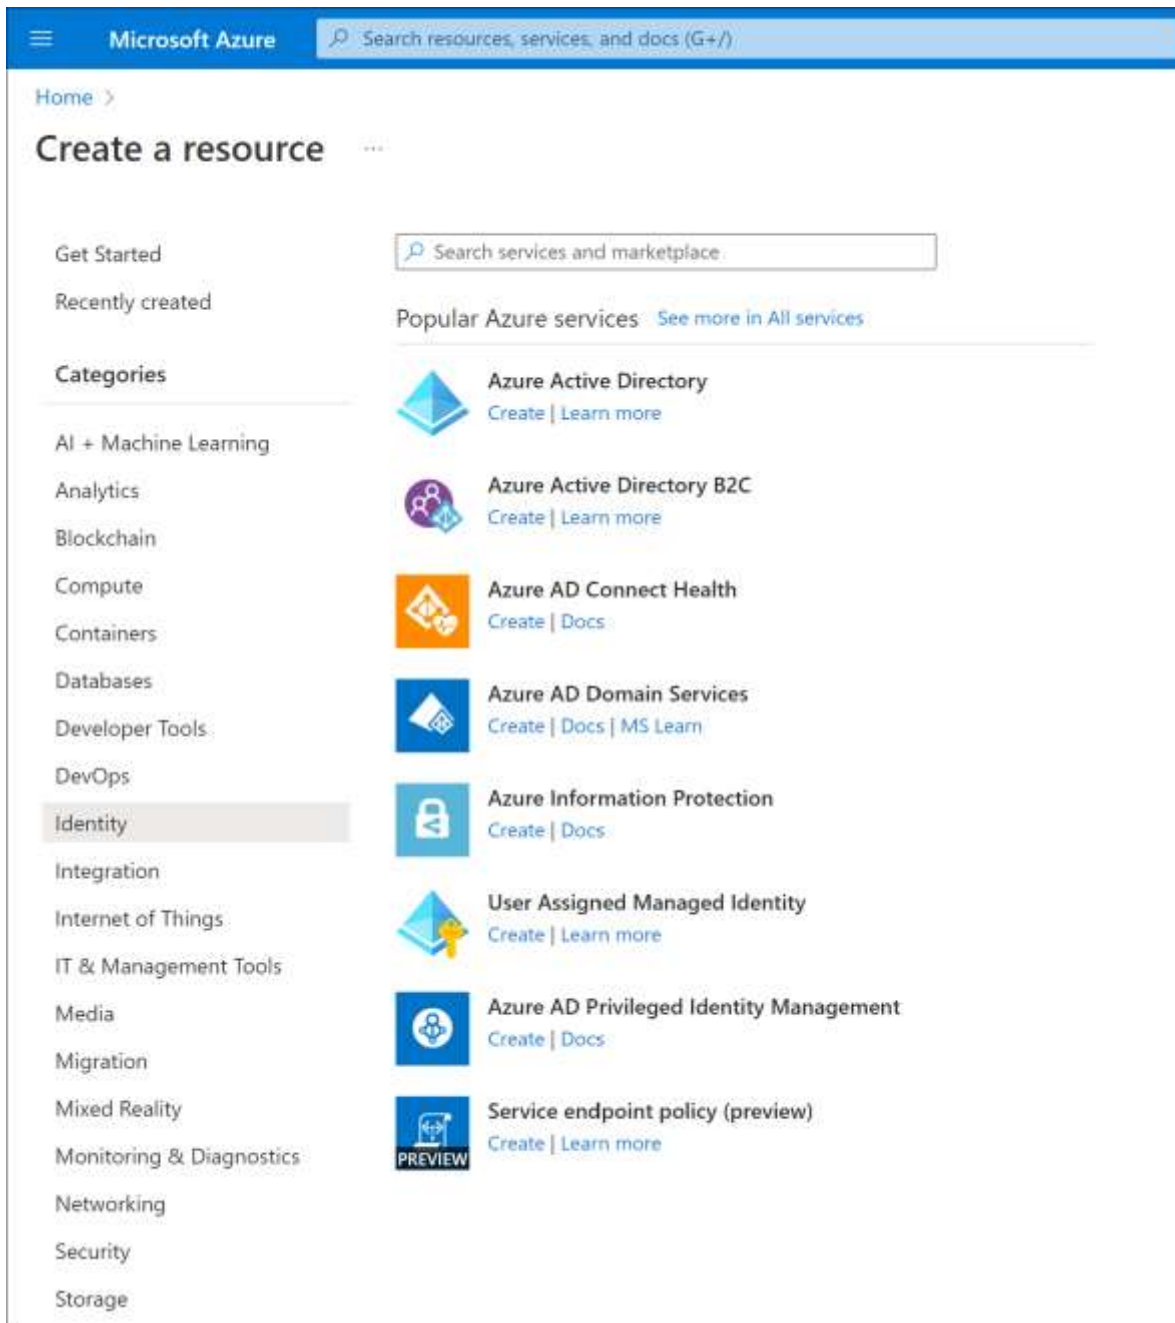 Microsoft Azure
Search resources, services, and docs (G+/)
Home >
Create a resource ...
Get Started
Recently created
Categories
AI + Machine Learning
Analytics
Blockchain
Compute
Containers
Databases
Developer Tools
DevOps
Identity
Integration
Internet of Things
IT & Management Tools
Media
Migration
Mixed Reality
Monitoring & Diagnostics
Networking
Security
Storage
Search services and marketplace
Popular Azure services See more in All services
Azure Active Directory
Create | Learn more
Azure Active Directory B2C
Create | Learn more
Azure AD Connect Health
Create | Docs
Azure AD Domain Services
Create | Docs | MS Learn
Azure Information Protection
Create | Docs
User Assigned Managed Identity
Create | Learn more
Azure AD Privileged Identity Management
Create | Docs
PREVIEW
Service endpoint policy (preview)
Create | Learn more